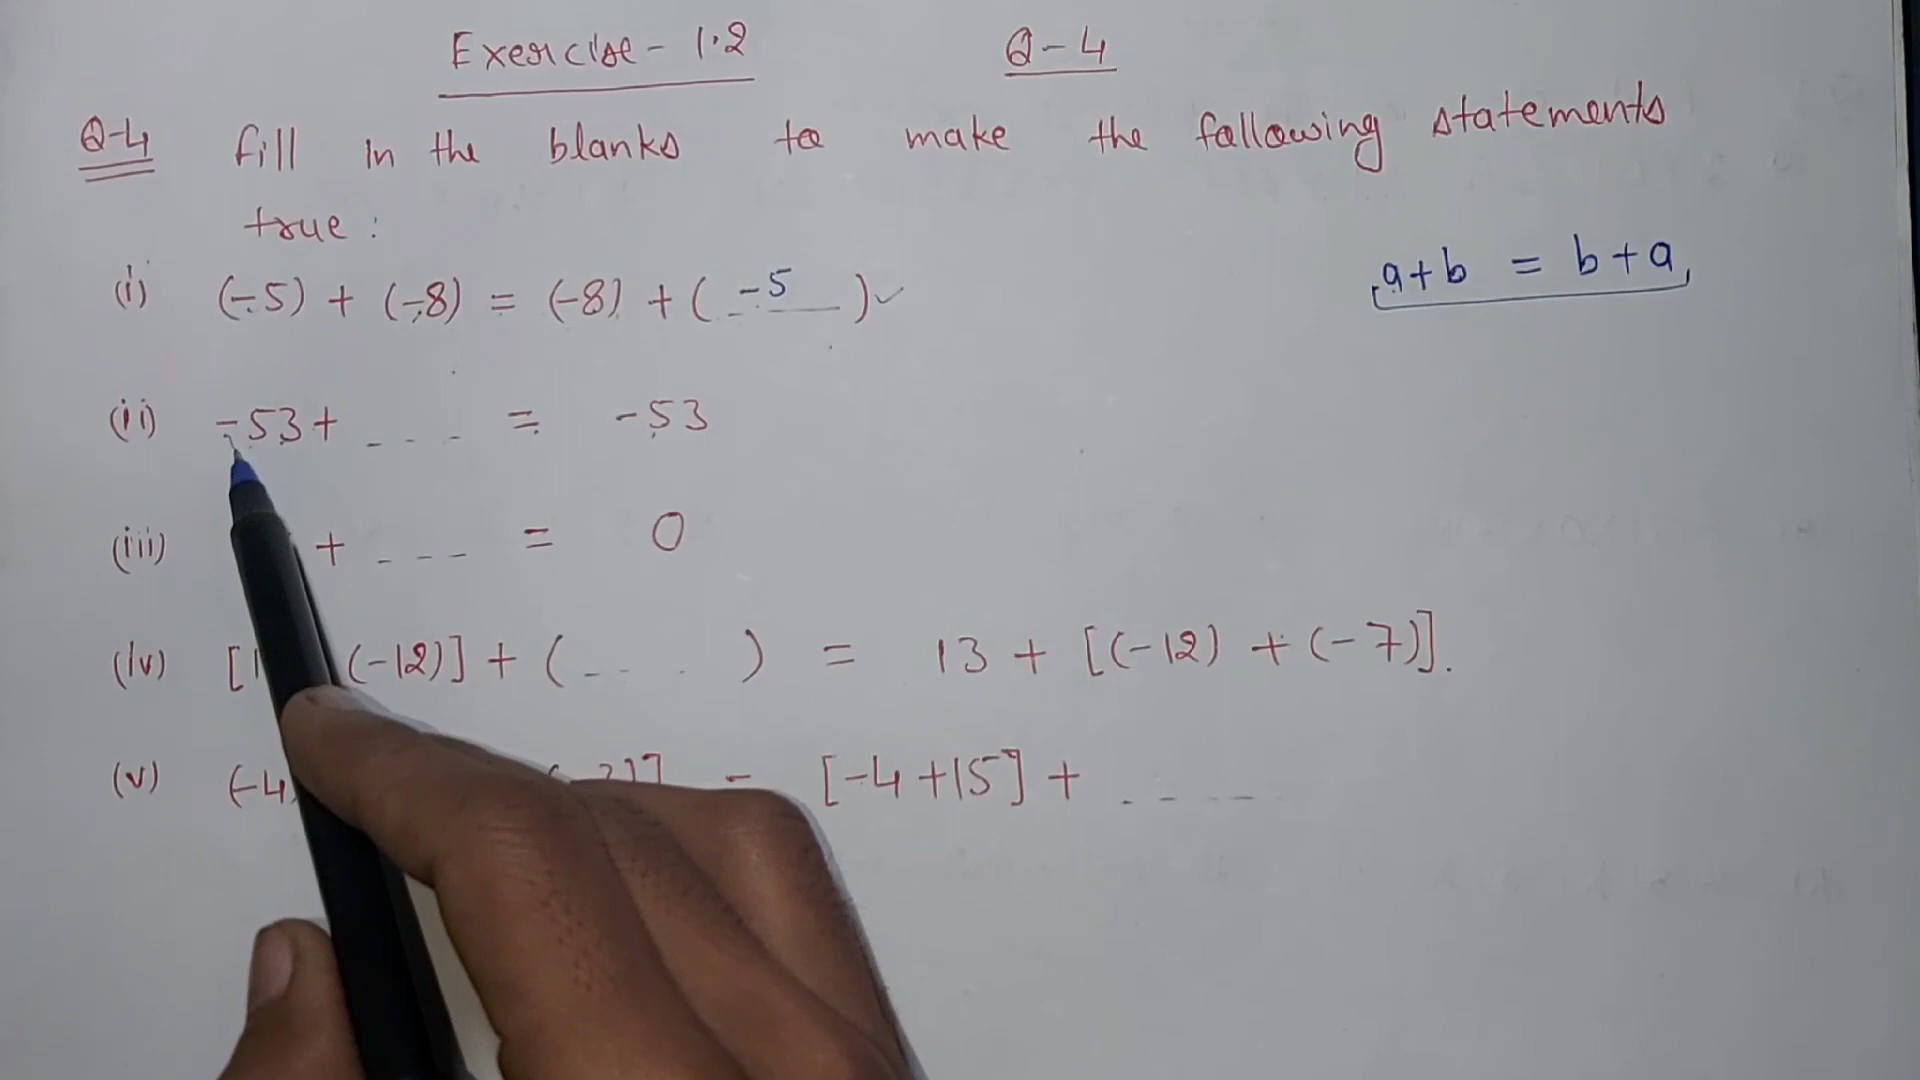 Exercise - 1.2 Q-4
Q-4 fill in the blanks to make the following statements
true :
a+b = b+a
(i) (-5) + (-8) = (-8) + ( -5 )
(ii) -53 + --- = -53
(iii) + --- = 0
(iv) [1 (-12)] + (--- ) = 13 + [(-12) + (-7)].
(v) (-4 = [-4+15] + ----